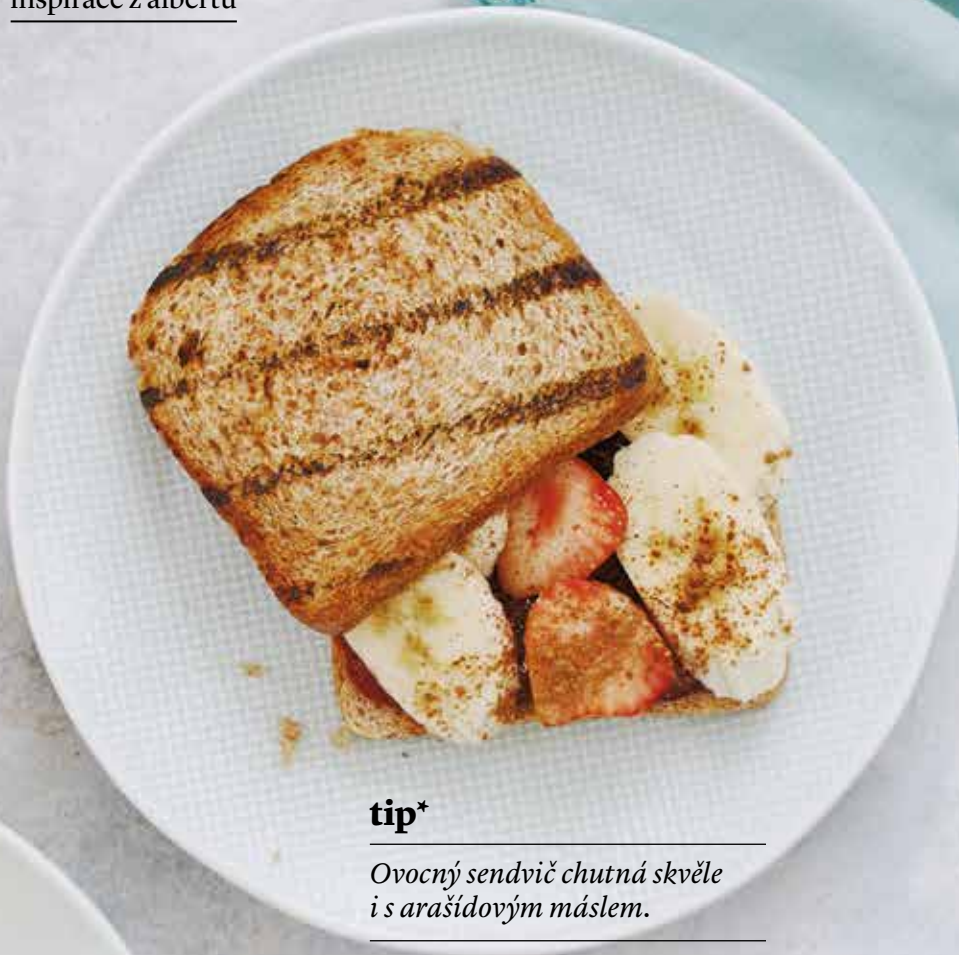 inspirace z albertu
tip*
Ovocný sendvič chutná skvěle
i s arašídovým máslem.